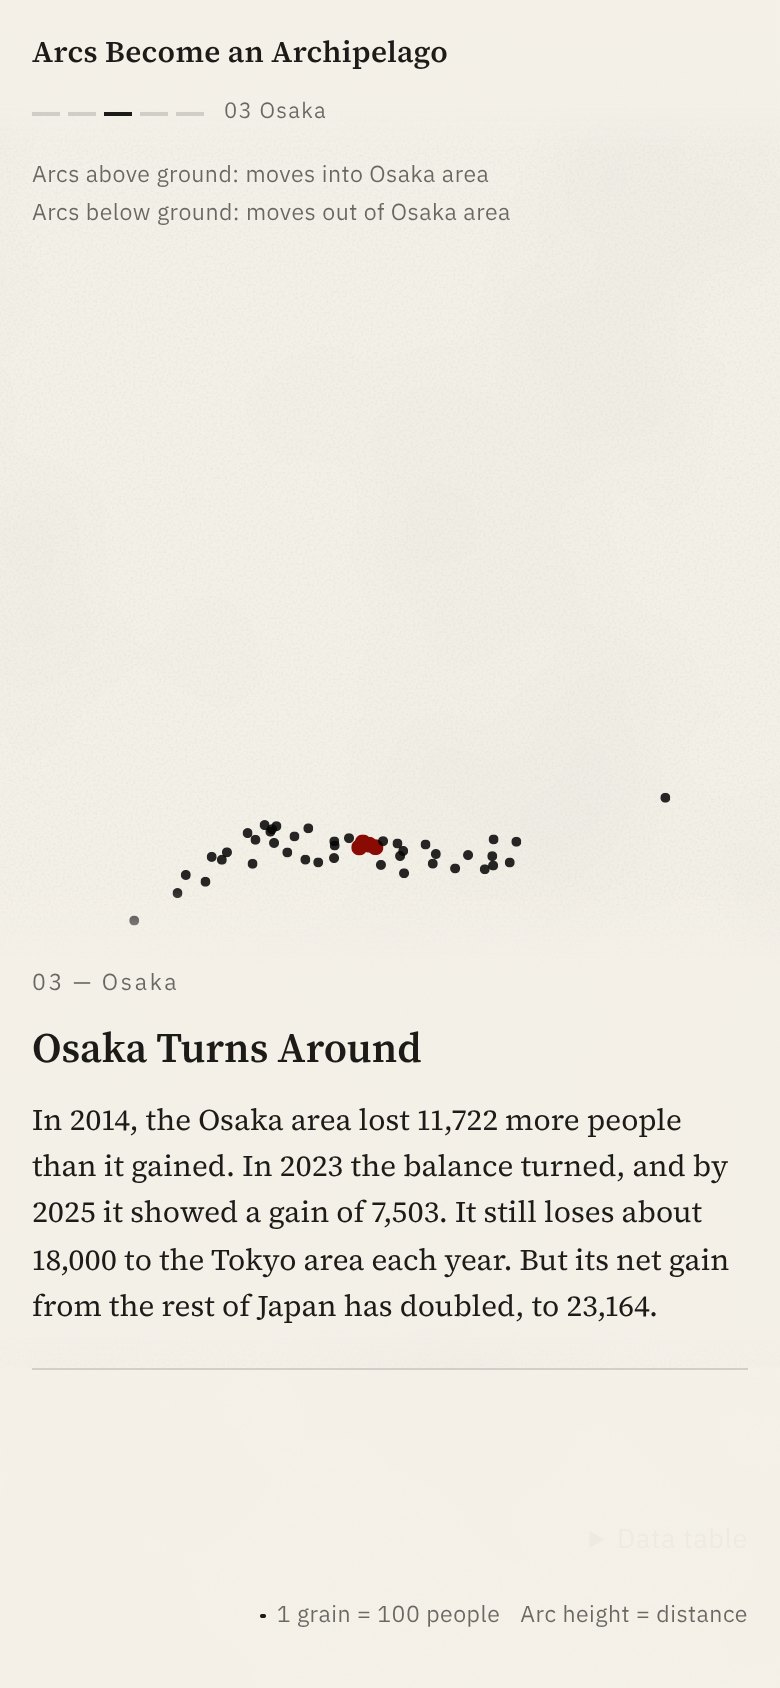 Arcs Become an Archipelago
03 Osaka
Arcs above ground: moves into Osaka area
Arcs below ground: moves out of Osaka area
03 — Osaka
Osaka Turns Around
In 2014, the Osaka area lost 11,722 more people
than it gained. In 2023 the balance turned, and by
2025 it showed a gain of 7,503. It still loses about
18,000 to the Tokyo area each year. But its net gain
from the rest of Japan has doubled, to 23,164.
▶ Data table
1 grain = 100 people Arc height = distance